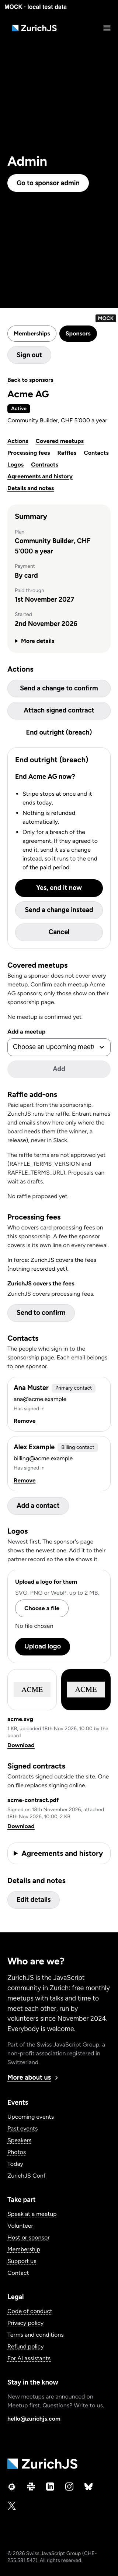 MOCK - local test data
ZurichJS
Admin
Go to sponsor admin
MOCK
Memberships
Sponsors
Sign out
Back to sponsors
Acme AG
Active
Community Builder, CHF 5'000 a year
Actions Covered meetups
Processing fees Raffles Contacts
Logos Contracts
Agreements and history
Details and notes
Summary
Plan
Community Builder, CHF
5'000 a year
Payment
By card
Paid through
1st November 2027
Started
2nd November 2026
More details
Actions
Send a change to confirm
Attach signed contract
End outright (breach)
End outright (breach)
End Acme AG now?
Stripe stops at once and it
ends today.
Nothing is refunded
automatically.
Only for a breach of the
agreement. If they agreed to
end it, send it as a change
instead, so it runs to the end
of the paid period.
Yes, end it now
Send a change instead
Cancel
Covered meetups
Being a sponsor does not cover every
meetup. Confirm each meetup Acme
AG sponsors; only those show on their
sponsorship page.
No meetup is confirmed yet.
Add a meetup
Choose an upcoming meetu
Add
Raffle add-ons
Paid apart from the sponsorship.
ZurichJS runs the raffle. Entrant names
and emails show here only where the
board needs them (the winner, a
release), never in Slack.
The raffle terms are not approved yet
(RAFFLE_TERMS_VERSION and
RAFFLE_TERMS_URL). Proposals can
wait as drafts.
No raffle proposed yet.
Processing fees
Who covers card processing fees on
this sponsorship. A fee the sponsor
covers is its own line on every renewal.
In force: ZurichJS covers the fees
(nothing recorded yet).
ZurichJS covers the fees
ZurichJS covers processing fees.
Send to confirm
Contacts
The people who sign in to the
sponsorship page. Each email belongs
to one sponsor.
Ana Muster Primary contact
ana@acme.example
Has signed in
Remove
Alex Example Billing contact
billing@acme.example
Has signed in
Remove
Add a contact
Logos
Newest first. The sponsor's page
shows the newest one. Add it to their
partner record so the site shows it.
Upload a logo for them
SVG, PNG or WebP, up to 2 MB.
Choose a file
No file chosen
Upload logo
ACME
ACME
acme.svg
1 KB, uploaded 18th Nov 2026, 10:00 by the
board
Download
Signed contracts
Contracts signed outside the site. One
on file replaces signing online.
acme-contract.pdf
Signed on 18th November 2026, attached
18th Nov 2026, 10:00, 2 KB
Download
Agreements and history
Details and notes
Edit details
Who are we?
ZurichJS is the JavaScript
community in Zurich: free monthly
meetups with talks and time to
meet each other, run by
volunteers since November 2024.
Everybody is welcome.
Part of the Swiss JavaScript Group, a
non-profit association registered in
Switzerland.
More about us
Events
Upcoming events
Past events
Speakers
Photos
Today
ZurichJS Conf
Take part
Speak at a meetup
Volunteer
Host or sponsor
Membership
Support us
Contact
Legal
Code of conduct
Privacy policy
Terms and conditions
Refund policy
For AI assistants
Stay in the know
New meetups are announced on
Meetup first. Questions? Write to us.
hello@zurichjs.com
ZurichJS
© 2026 Swiss JavaScript Group (CHE-
255.581.547). All rights reserved.